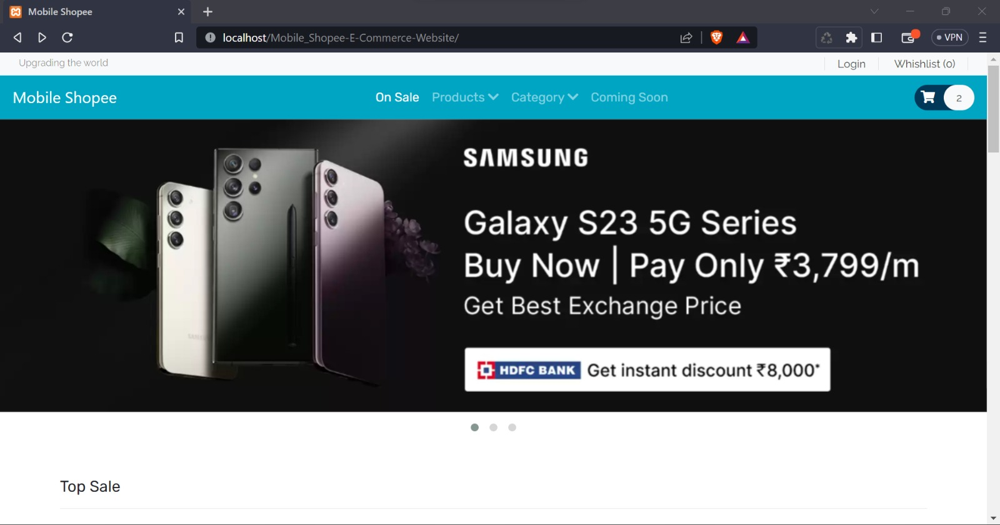 Mobile Shopee
localhost/Mobile_Shopee-E-Commerce-Website/
VPN
Upgrading the world
Login
Whishlist (0)
Mobile Shopee
On Sale
Products
Category
Coming Soon
2
SAMSUNG
Galaxy S23 5G Series
Buy Now | Pay Only ₹3,799/m
Get Best Exchange Price
HDFC BANK Get instant discount ₹8,000*
SAMSUNG
Top Sale